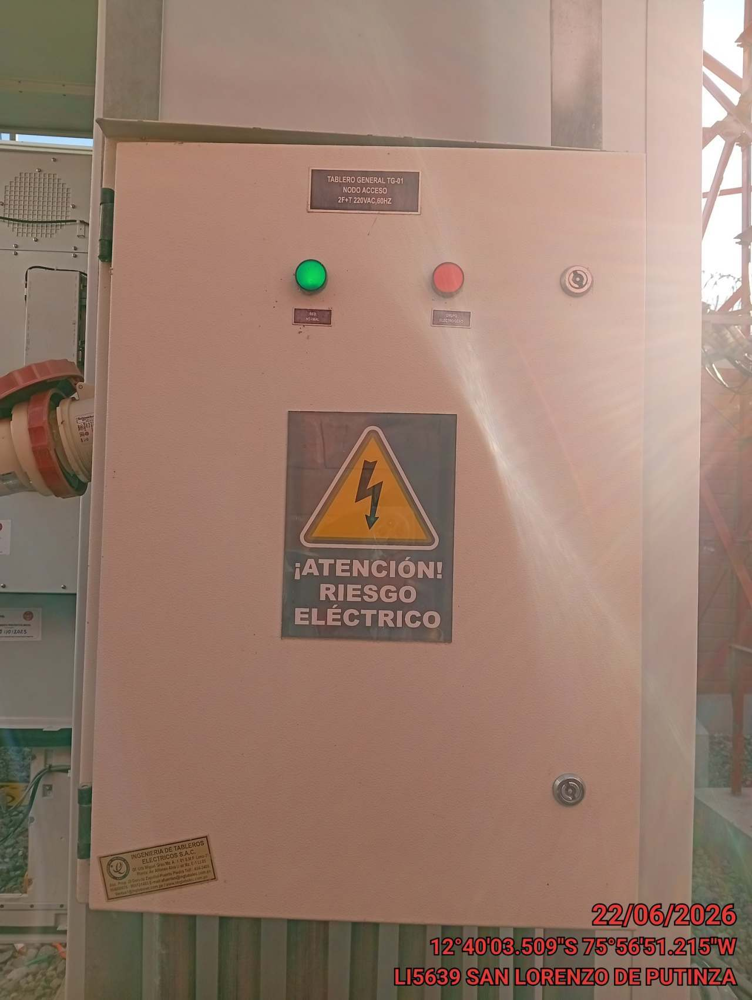 TABLERO GENERAL TG-01
NODO ACCESO
2F+T 220VAC,60HZ
RED
NORMAL
GRUPO
ELECTROGENO
Schneider
¡ATENCIÓN!
RIESGO
ELÉCTRICO
INGENIERIA DE TABLEROS
ELECTRICOS S.A.C.
22/06/2026
12°40'03.509"S 75°56'51.215"W
LI5639 SAN LORENZO DE PUTINZA